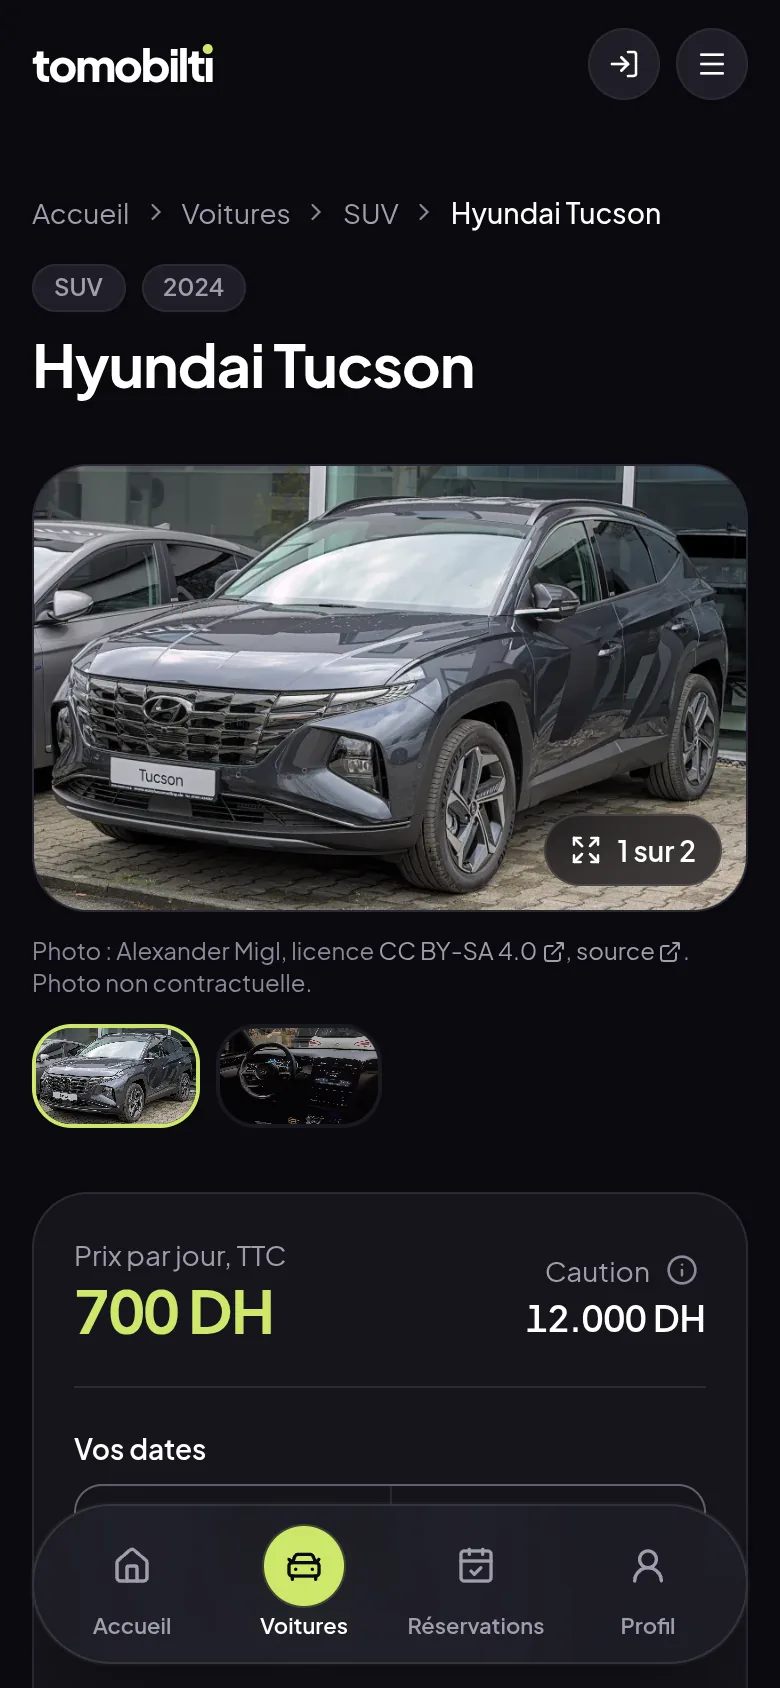 tomobilti
Accueil > Voitures > SUV > Hyundai Tucson
SUV 2024
Hyundai Tucson
Tucson
1 sur 2
Photo : Alexander Migl, licence CC BY-SA 4.0, source.
Photo non contractuelle.
Prix par jour, TTC
Caution
700 DH
12.000 DH
Vos dates
Accueil
Voitures
Réservations
Profil